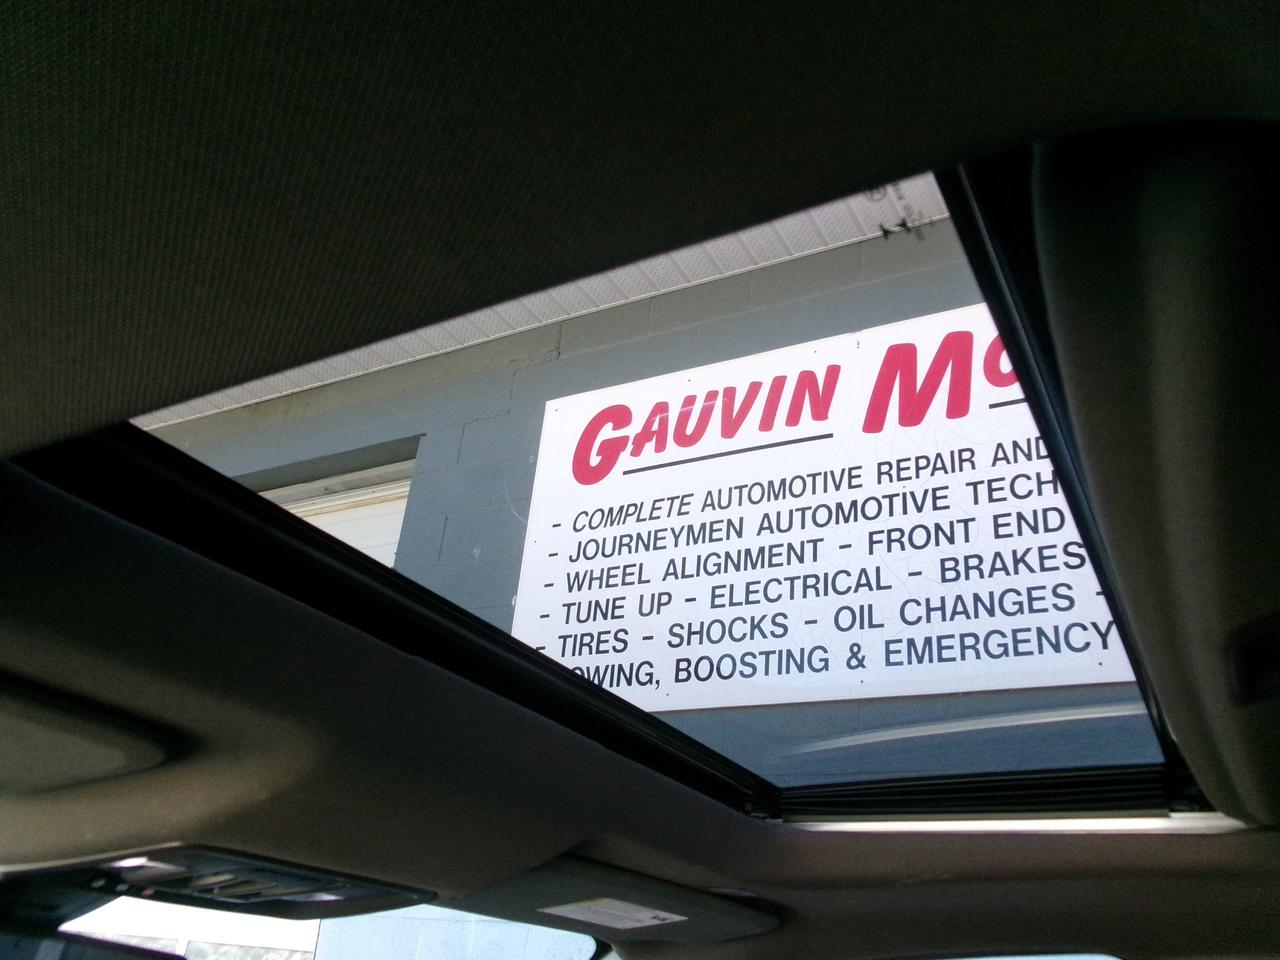 GAUVIN
- COMPLETE AUTOMOTIVE REPAIR AND
- JOURNEYMEN AUTOMOTIVE TECH
- WHEEL ALIGNMENT - FRONT END
- TUNE UP - ELECTRICAL - BRAKES
- TIRES - SHOCKS - OIL CHANGES -
OWING, BOOSTING & EMERGENCY